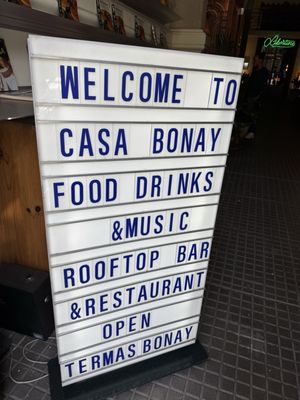 WELCOME TO
CASA BONAY
FOOD DRINKS
&MUSIC
ROOFTOP BAR
&RESTAURANT
OPEN
TERMAS BONAY